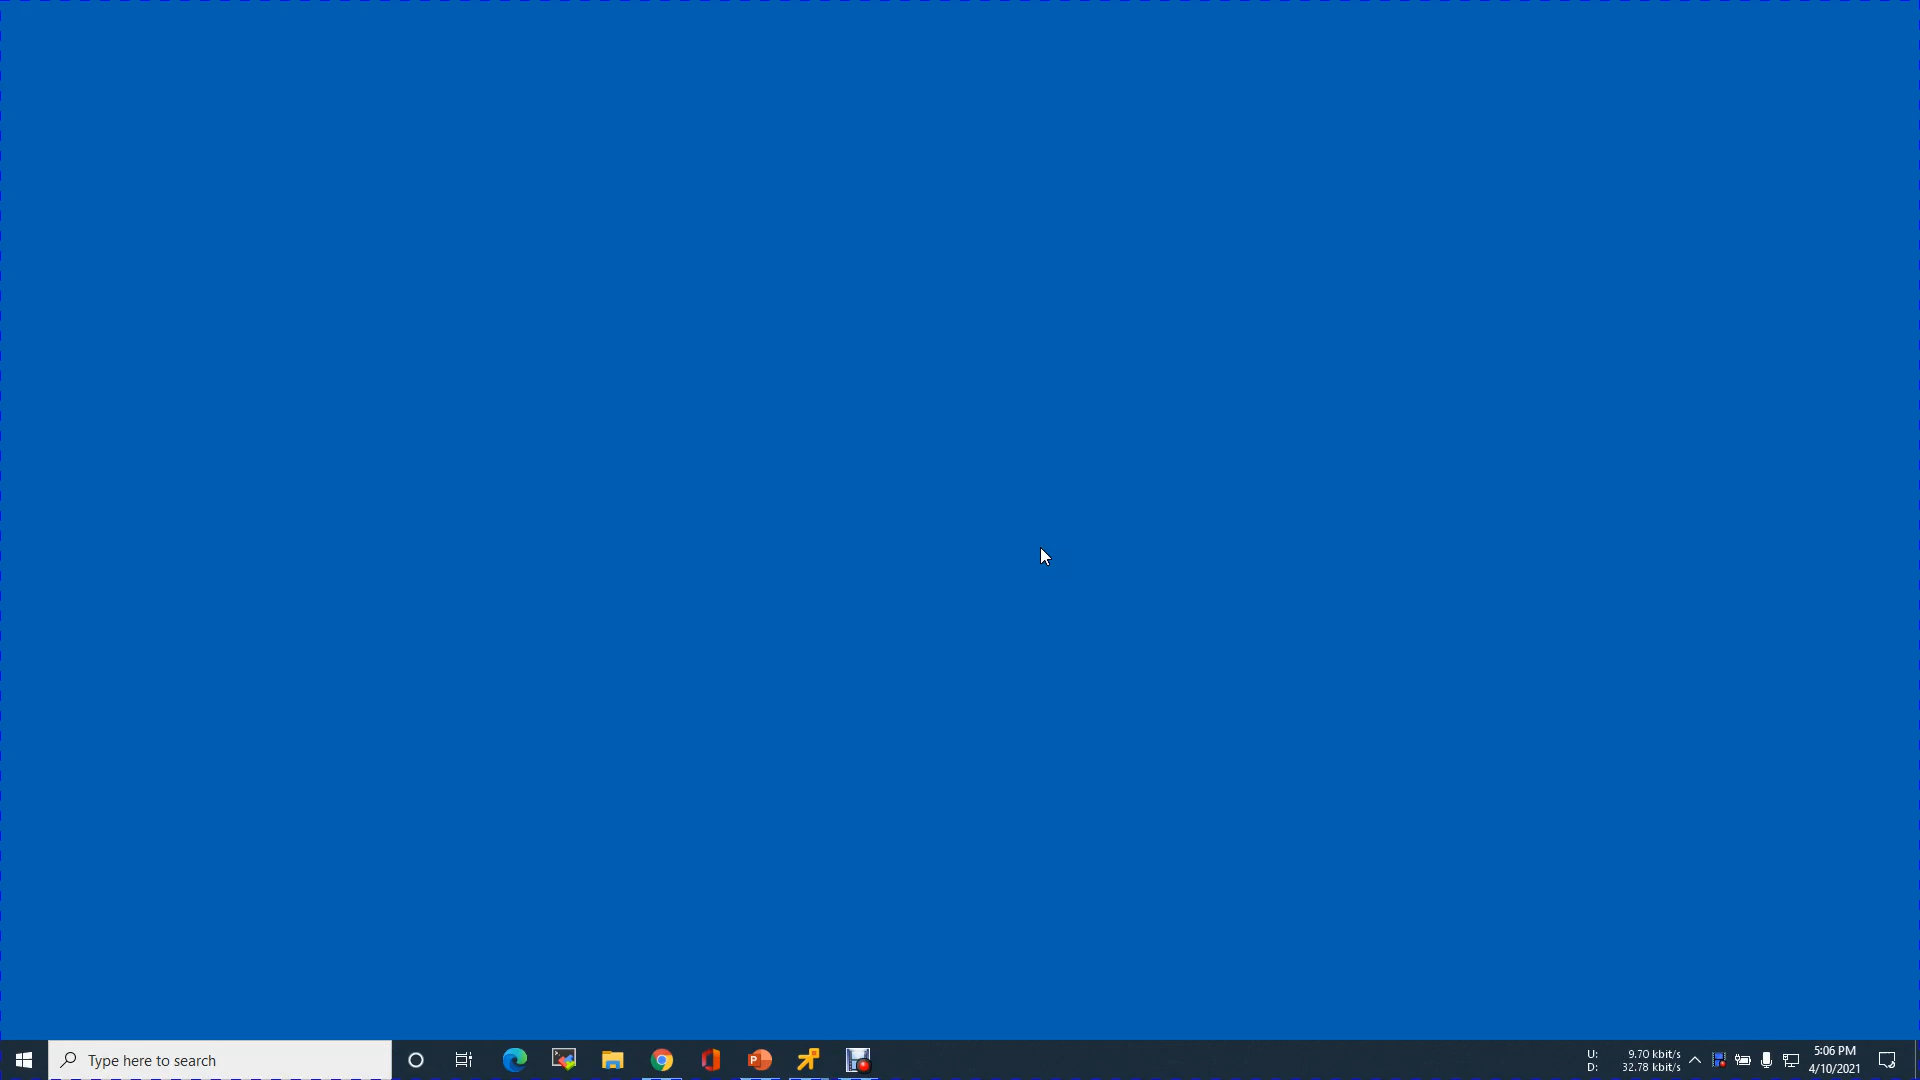 Type here to search
U: 9.70 kbit/s
D: 32.78 kbit/s
5:06 PM
4/10/2021